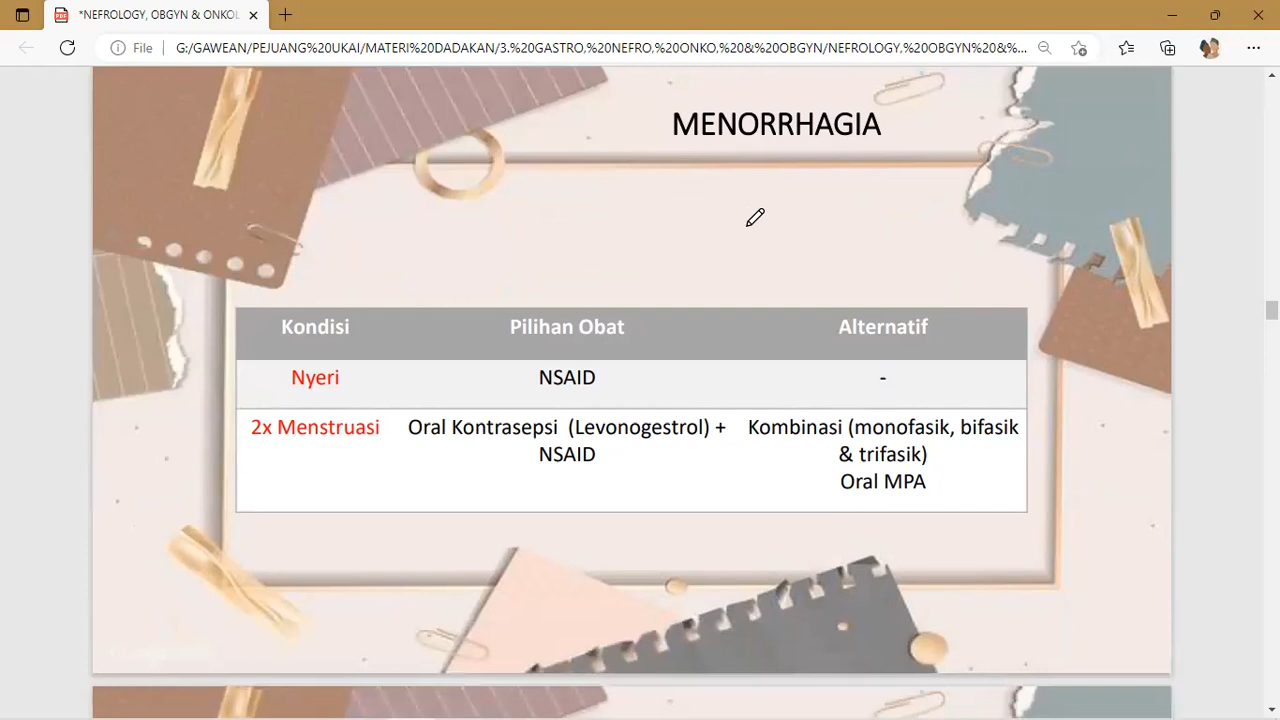 *NEFROLOGY, OBGYN & ONKOL
File
G:/GAWEAN/PEJUANG%20UKAI/MATERI%20DADAKAN/3.%20GASTRO,%20NEFRO,%20ONKO,%20&%20OBGYN/NEFROLOGY,%20OBGYN%20&%...
MENORRHAGIA
Kondisi Pilihan Obat Alternatif
Nyeri NSAID -
2x Menstruasi Oral Kontrasepsi (Levonogestrol) + Kombinasi (monofasik, bifasik
NSAID & trifasik)
Oral MPA